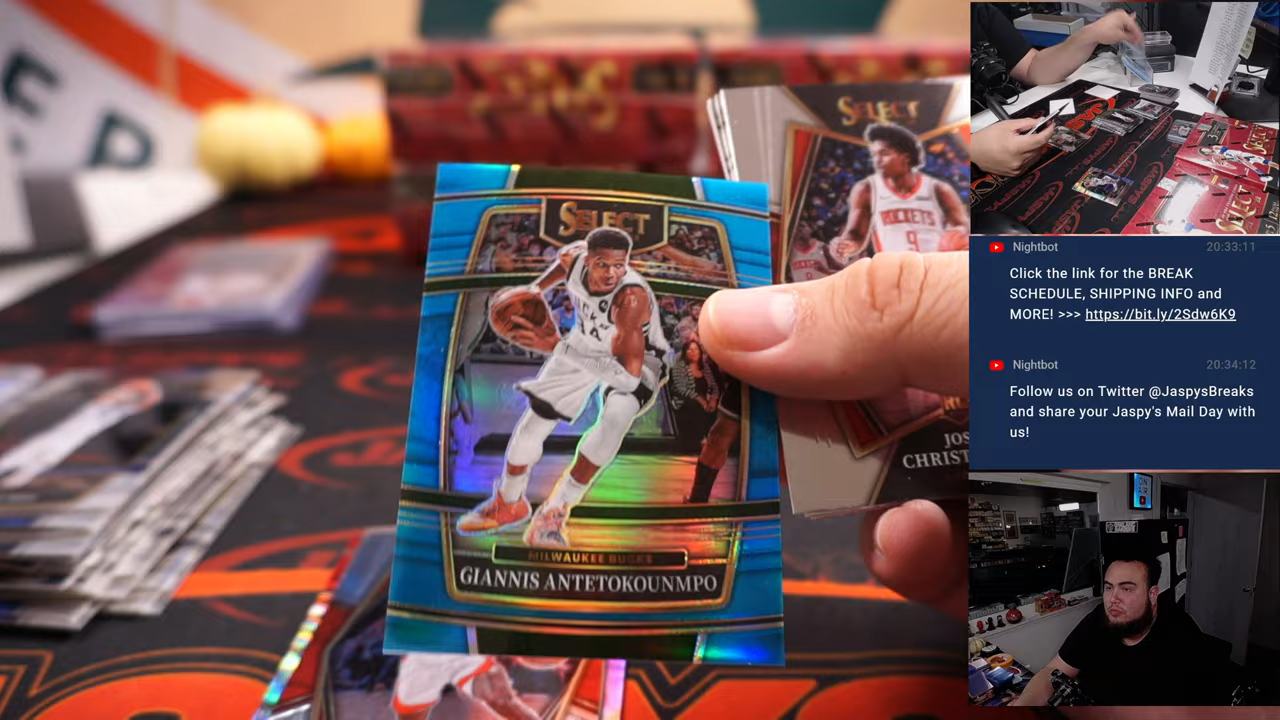 SELECT
MILWAUKEE BUCKS
GIANNIS ANTETOKOUNMPO
SELECT
ROCKETS
9
JOS
CHRIST
Nightbot 20:33:11
Click the link for the BREAK
SCHEDULE, SHIPPING INFO and
MORE! >>> https://bit.ly/2Sdw6K9
Nightbot 20:34:12
Follow us on Twitter @JaspysBreaks
and share your Jaspy's Mail Day with
us!